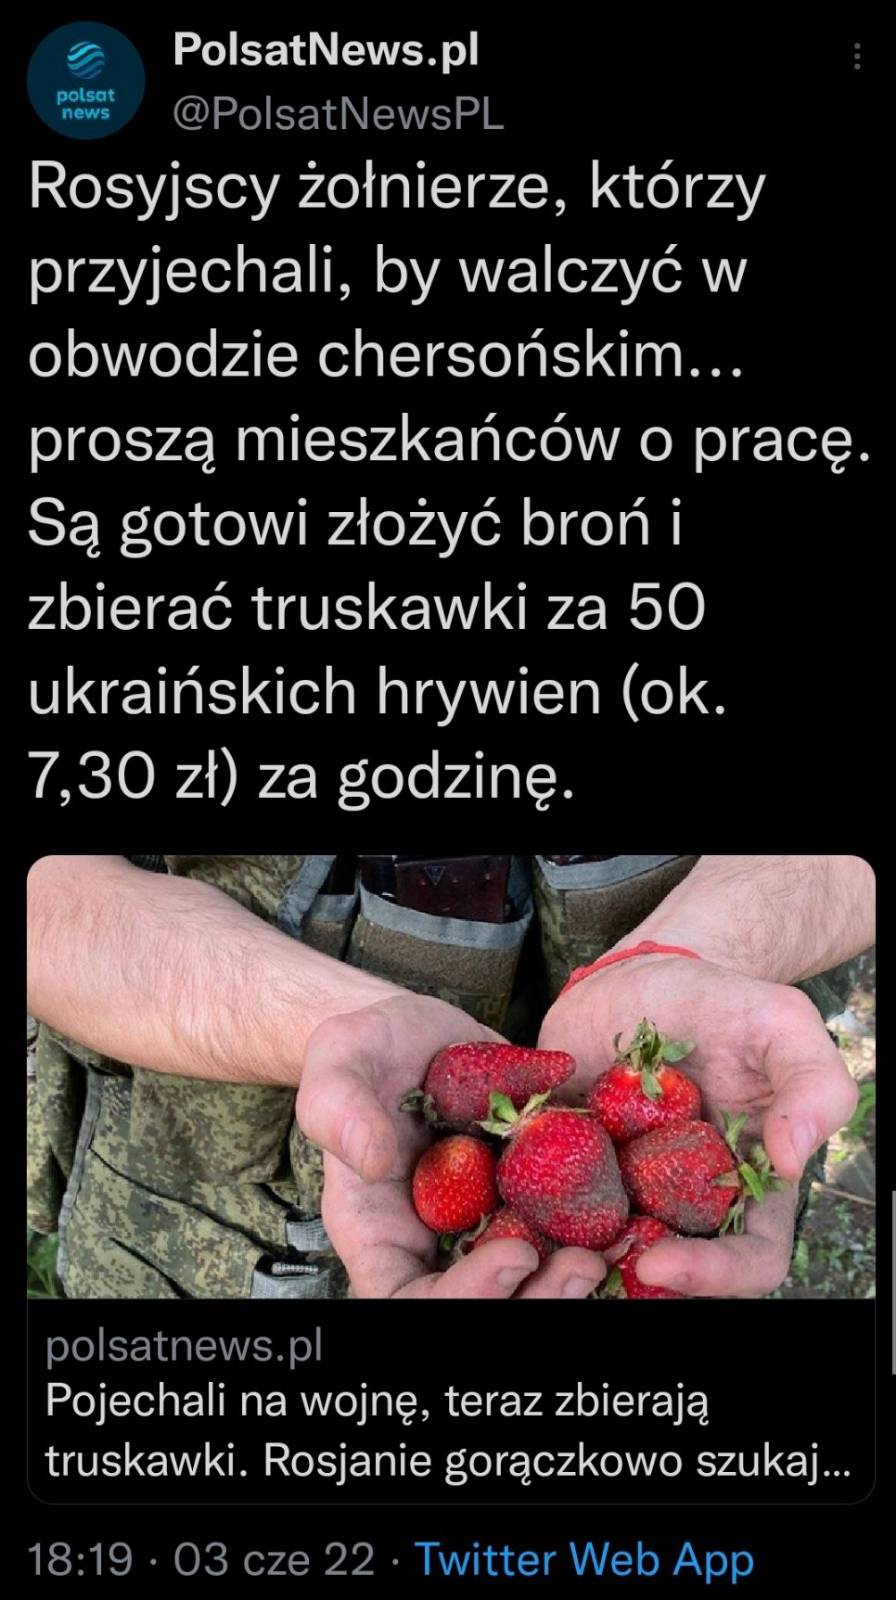 polsat
news
PolsatNews.pl
@PolsatNewsPL
Rosyjscy żołnierze, którzy
przyjechali, by walczyć w
obwodzie chersońskim...
proszą mieszkańców o pracę.
Są gotowi złożyć broń i
zbierać truskawki za 50
ukraińskich hrywien (ok.
7,30 zł) za godzinę.
polsatnews.pl
Pojechali na wojnę, teraz zbierają
truskawki. Rosjanie gorączkowo szukaj...
18:19 · 03 cze 22 · Twitter Web App